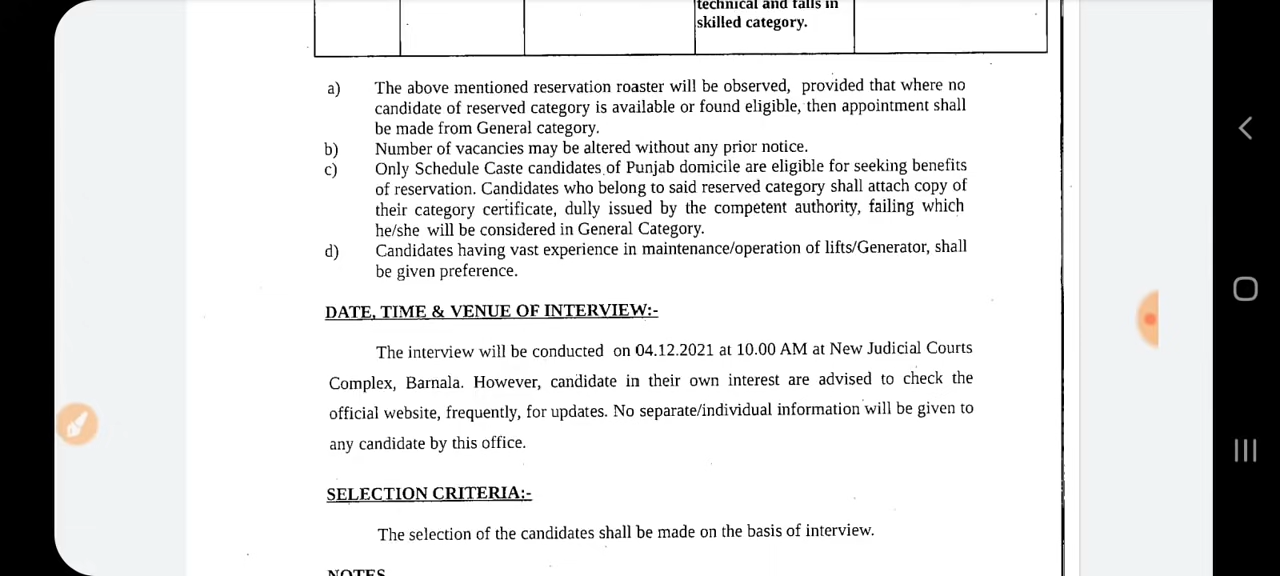 technical and falls in
skilled category.
a) The above mentioned reservation roaster will be observed, provided that where no
candidate of reserved category is available or found eligible, then appointment shall
be made from General category.
b) Number of vacancies may be altered without any prior notice.
c) Only Schedule Caste candidates of Punjab domicile are eligible for seeking benefits
of reservation. Candidates who belong to said reserved category shall attach copy of
their category certificate, dully issued by the competent authority, failing which
he/she will be considered in General Category.
d) Candidates having vast experience in maintenance/operation of lifts/Generator, shall
be given preference.
DATE, TIME & VENUE OF INTERVIEW:-
The interview will be conducted on 04.12.2021 at 10.00 AM at New Judicial Courts
Complex, Barnala. However, candidate in their own interest are advised to check the
official website, frequently, for updates. No separate/individual information will be given to
any candidate by this office.
SELECTION CRITERIA:-
The selection of the candidates shall be made on the basis of interview.
NOTES